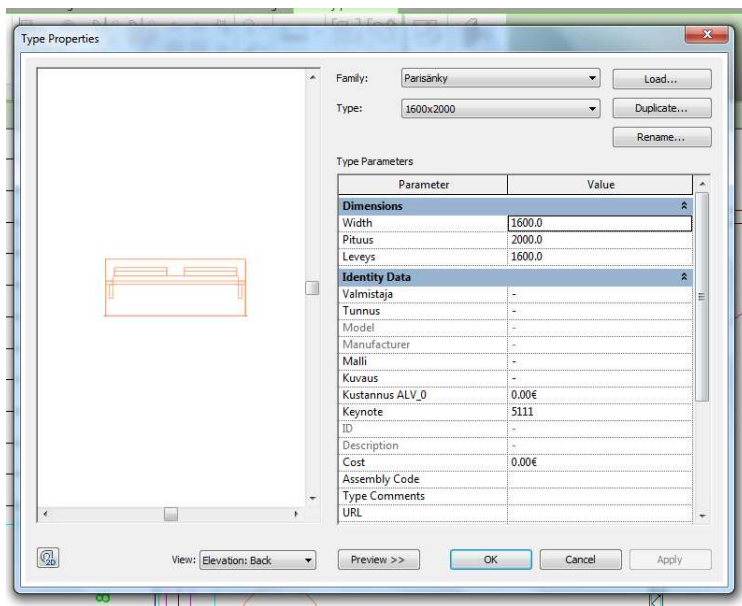 Type Properties
Family: Parisänky Load...
Type: 1600x2000 Duplicate...
Rename...
Type Parameters
Parameter Value
Dimensions
Width 1600.0
Pituus 2000.0
Leveys 1600.0
Identity Data
Valmistaja -
Tunnus -
Model -
Manufacturer -
Malli -
Kuvaus -
Kustannus ALV_0 0.00€
Keynote 5111
ID -
Description -
Cost 0.00€
Assembly Code
Type Comments
URL
2D View: Elevation: Back Preview >> OK Cancel Apply
8